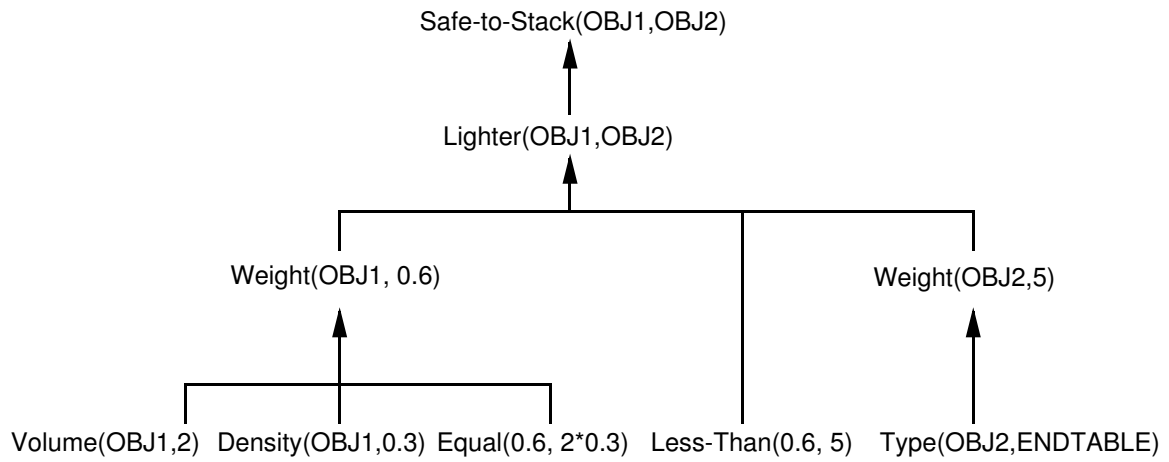 Safe-to-Stack(OBJ1,OBJ2)
Lighter(OBJ1,OBJ2)
Weight(OBJ1, 0.6)
Weight(OBJ2,5)
Volume(OBJ1,2)
Density(OBJ1,0.3)
Equal(0.6, 2*0.3)
Less-Than(0.6, 5)
Type(OBJ2,ENDTABLE)